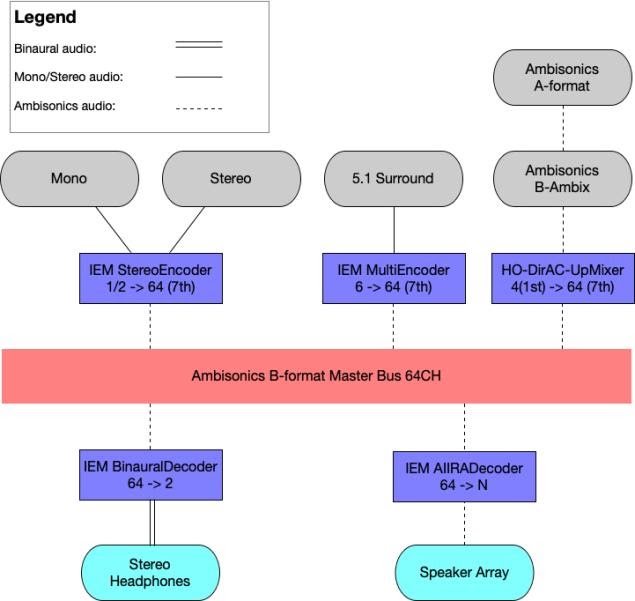 Legend
Binaural audio:
Mono/Stereo audio:
Ambisonics audio:
Ambisonics
A-format
Mono
Stereo
5.1 Surround
Ambisonics
B-Ambix
IEM StereoEncoder
1/2 -> 64 (7th)
IEM MultiEncoder
6 -> 64 (7th)
HO-DirAC-UpMixer
4(1st) -> 64 (7th)
Ambisonics B-format Master Bus 64CH
IEM BinauralDecoder
64 -> 2
IEM AllRADecoder
64 -> N
Stereo
Headphones
Speaker Array